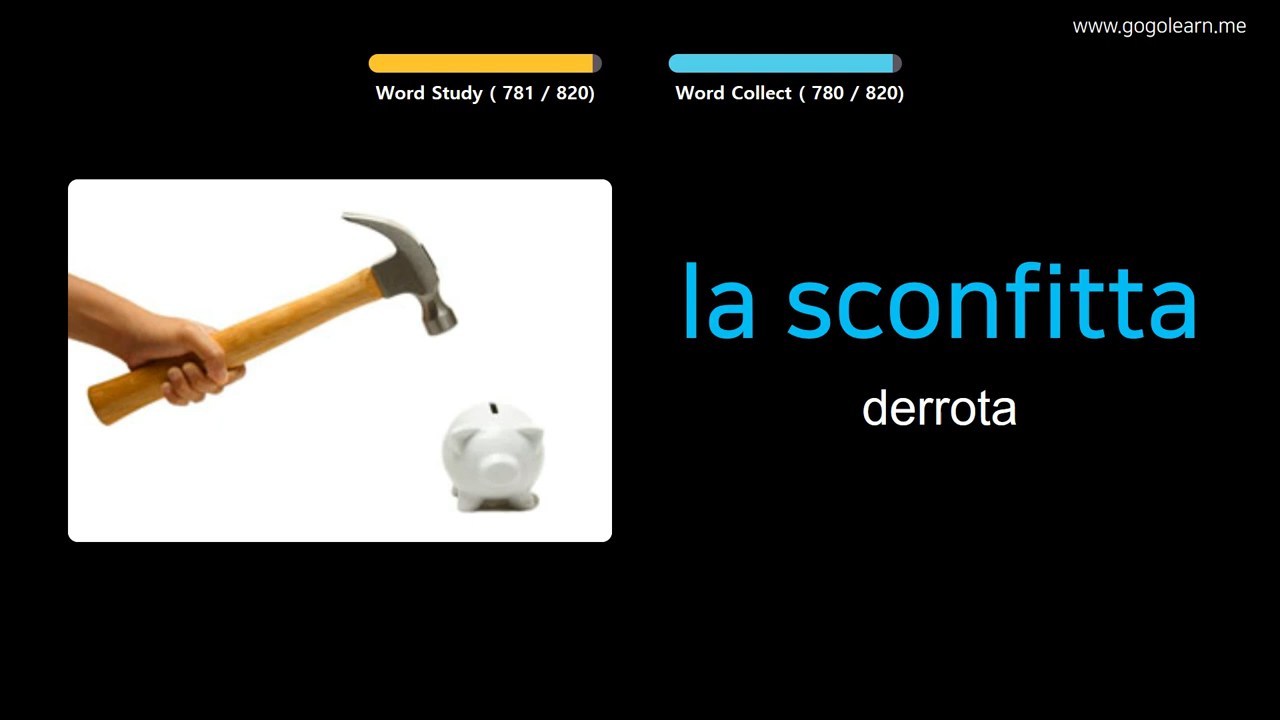 www.gogolearn.me
Word Study ( 781 / 820)
Word Collect ( 780 / 820)
la sconfitta
derrota